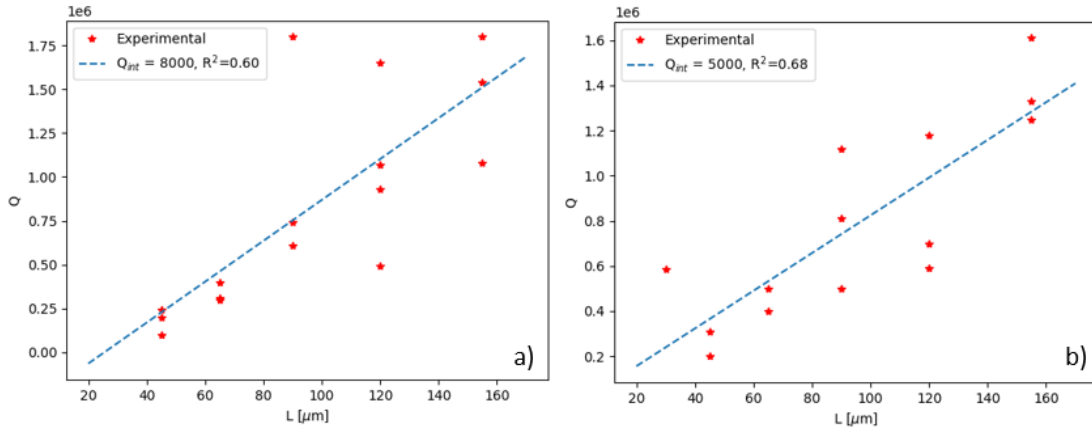 1e6
1.75
1.50
1.25
1.00
0.75
0.50
0.25
0.00
Q
Experimental
Q_int = 8000, R²=0.60
20 40 60 80 100 120 140 160
L [μm]
a)
1e6
1.6
1.4
1.2
1.0
0.8
0.6
0.4
0.2
Q
Experimental
Q_int = 5000, R²=0.68
20 40 60 80 100 120 140 160
L [μm]
b)